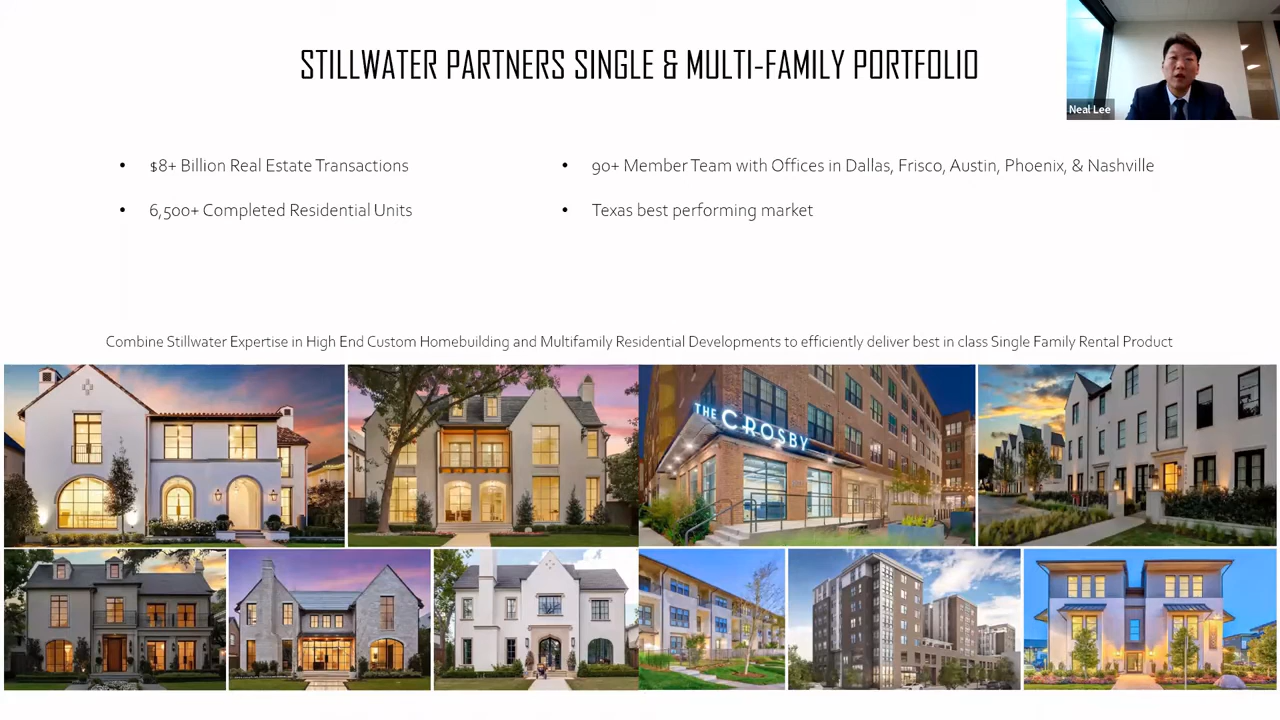 STILLWATER PARTNERS SINGLE & MULTI-FAMILY PORTFOLIO
Neal Lee
• $8+ Billion Real Estate Transactions
• 6,500+ Completed Residential Units
• 90+ Member Team with Offices in Dallas, Frisco, Austin, Phoenix, & Nashville
• Texas best performing market
Combine Stillwater Expertise in High End Custom Homebuilding and Multifamily Residential Developments to efficiently deliver best in class Single Family Rental Product
THE CROSBY